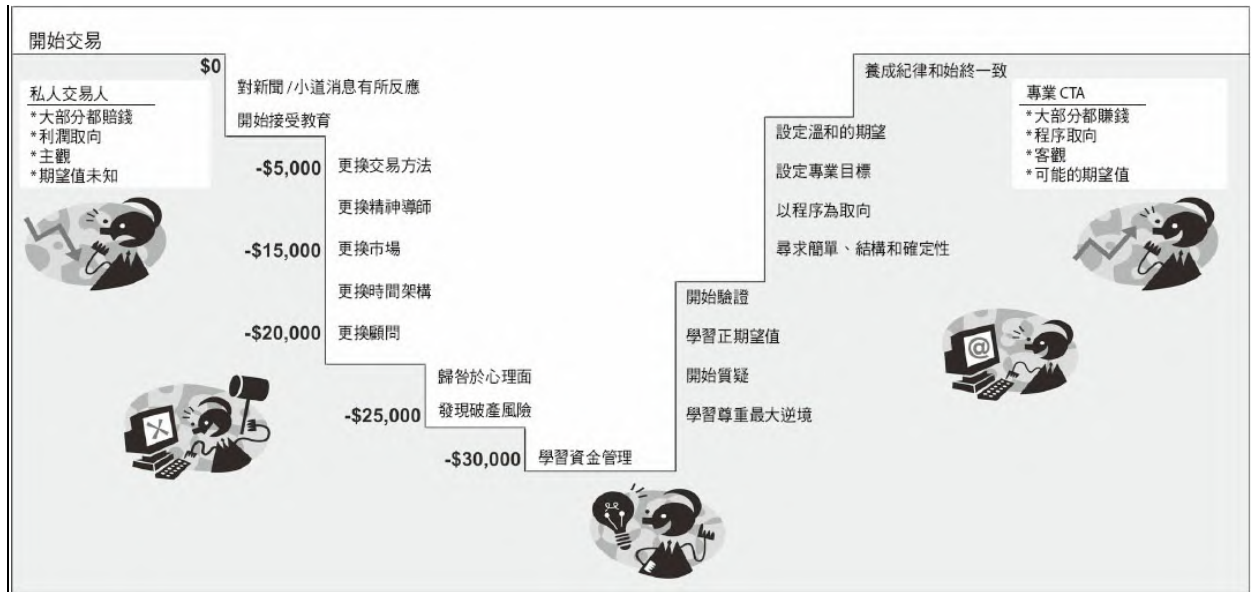 開始交易
$0
私人交易人
*大部分都賠錢
*利潤取向
*主觀
*期望值未知
對新聞/小道消息有所反應
開始接受教育
-$5,000
更換交易方法
更換精神導師
-$15,000
更換市場
更換時間架構
-$20,000
更換顧問
歸咎於心理面
-$25,000
發現破產風險
-$30,000
學習資金管理
學習尊重最大逆境
開始質疑
學習正期望值
開始驗證
尋求簡單、結構和確定性
以程序為取向
設定專業目標
設定溫和的期望
養成紀律和始終一致
專業 CTA
*大部分都賺錢
*程序取向
*客觀
*可能的期望值
@